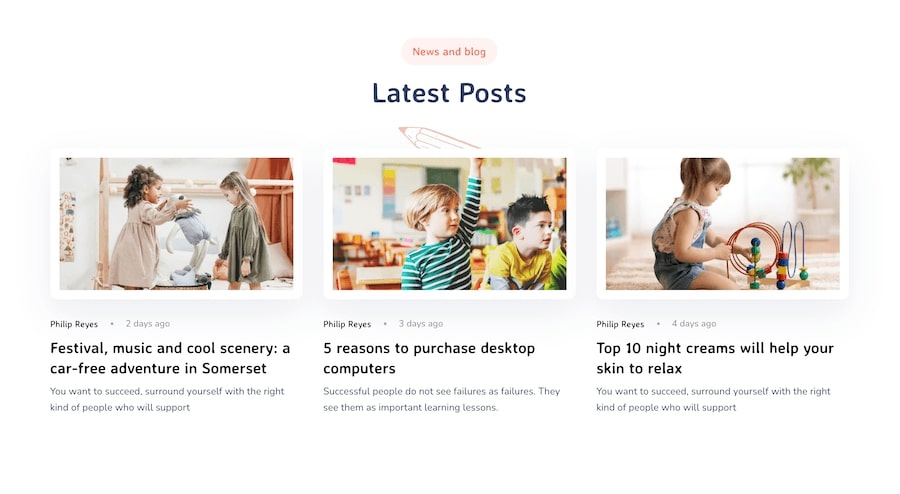 News and blog
Latest Posts
Philip Reyes • 2 days ago
Festival, music and cool scenery: a
car-free adventure in Somerset
You want to succeed, surround yourself with the right
kind of people who will support
Philip Reyes • 3 days ago
5 reasons to purchase desktop
computers
Successful people do not see failures as failures. They
see them as important learning lessons.
Philip Reyes • 4 days ago
Top 10 night creams will help your
skin to relax
You want to succeed, surround yourself with the right
kind of people who will support